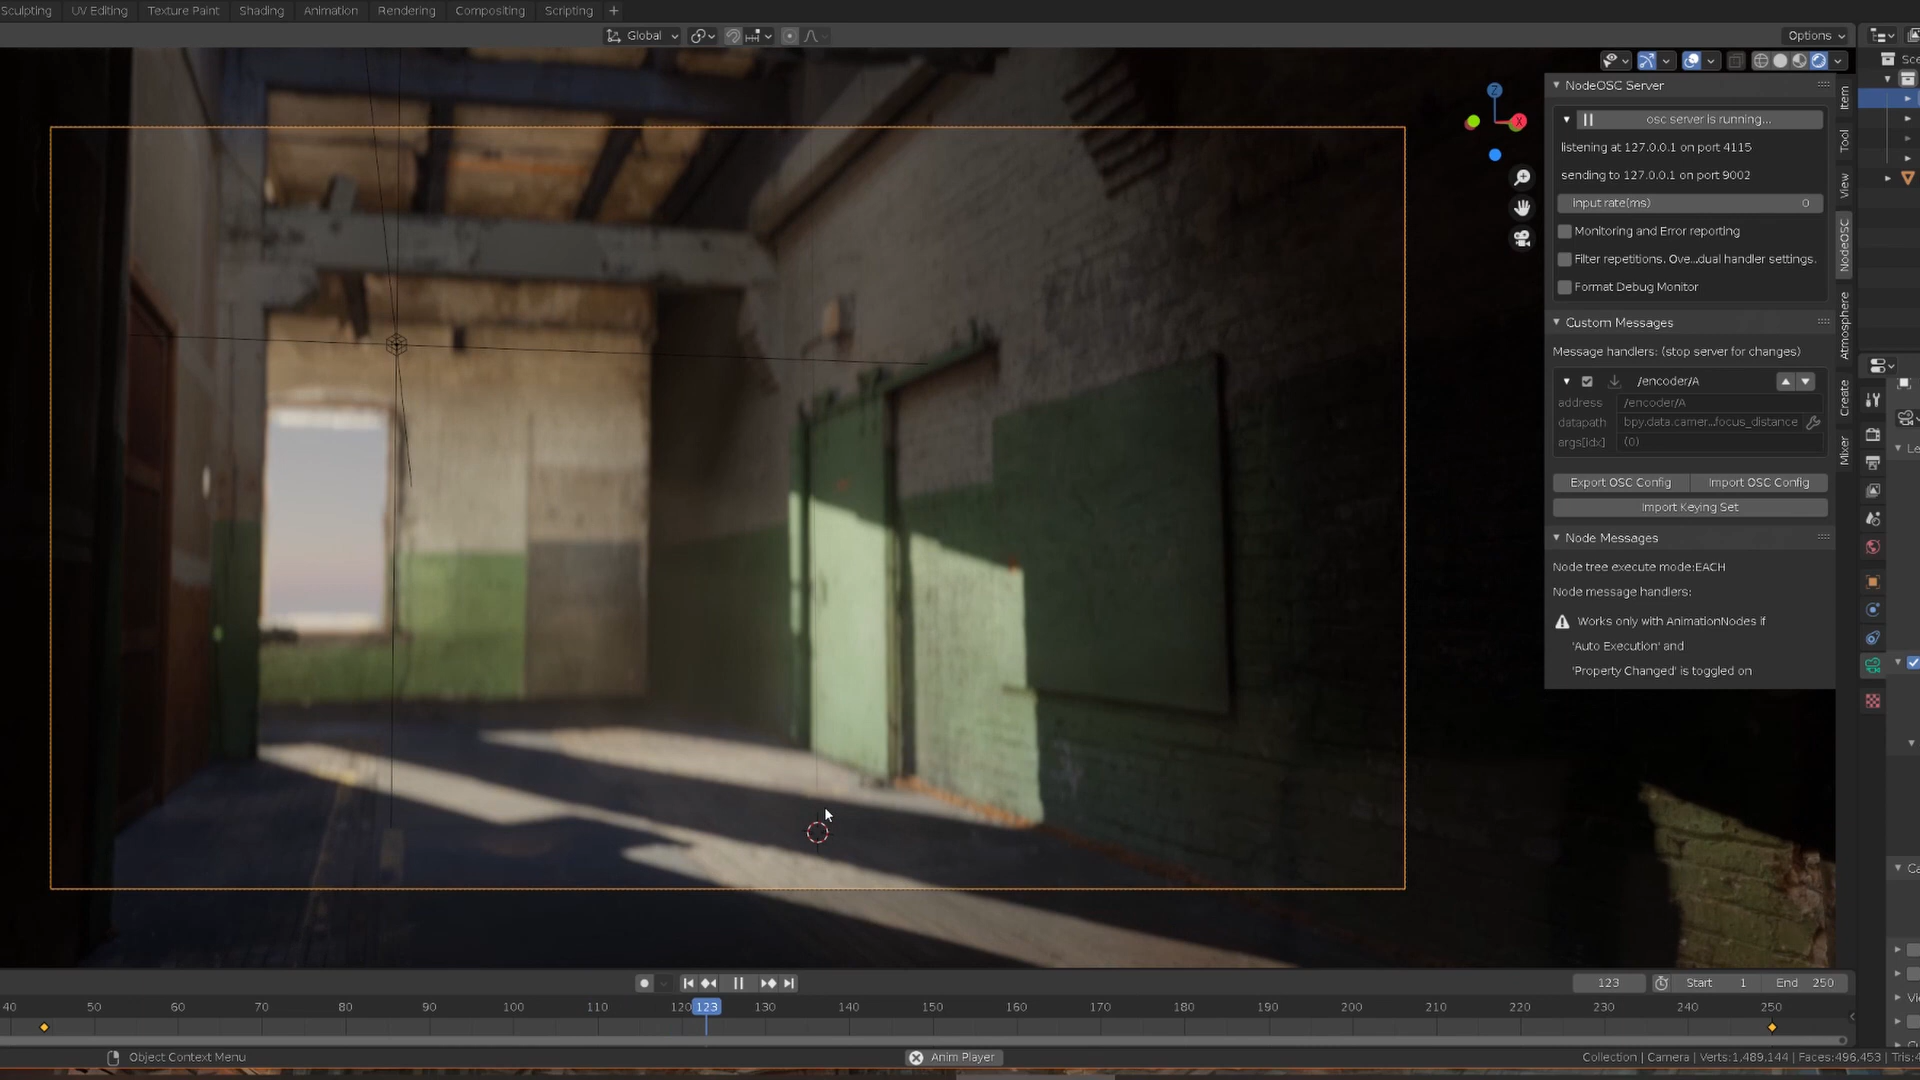 Sculpting UV Editing Texture Paint Shading Animation Rendering Compositing Scripting +
Global
Options
Sce
NodeOSC Server
osc server is running...
listening at 127.0.0.1 on port 4115
sending to 127.0.0.1 on port 9002
input rate(ms) 0
Monitoring and Error reporting
Filter repetitions. Ove...dual handler settings.
Format Debug Monitor
Custom Messages
Message handlers: (stop server for changes)
/encoder/A
address /encoder/A
datapath bpy.data.camer...focus_distance
args[idx] (0)
Export OSC Config Import OSC Config
Import Keying Set
Node Messages
Node tree execute mode:EACH
Node message handlers:
Works only with AnimationNodes if
'Auto Execution' and
'Property Changed' is toggled on
Item
Tool
View
NodeOSC
Atmosphere
Create
Mixer
Z
X
Le
Ca
Vi
123 Start 1 End 250
40 50 60 70 80 90 100 110 120 123 130 140 150 160 170 180 190 200 210 220 230 240 250
Object Context Menu
Anim Player
Collection | Camera | Verts:1,489,144 | Faces:496,453 | Tris:4